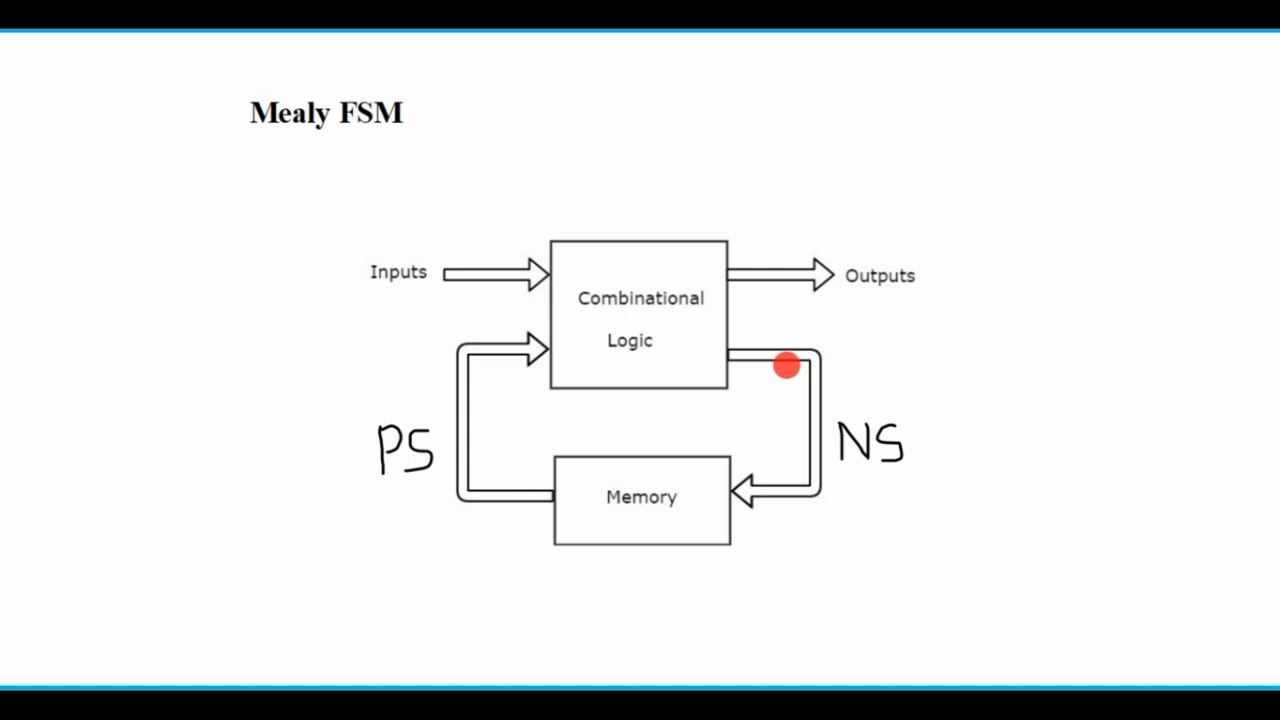 Mealy FSM
Inputs
Combinational
Logic
Outputs
PS
NS
Memory